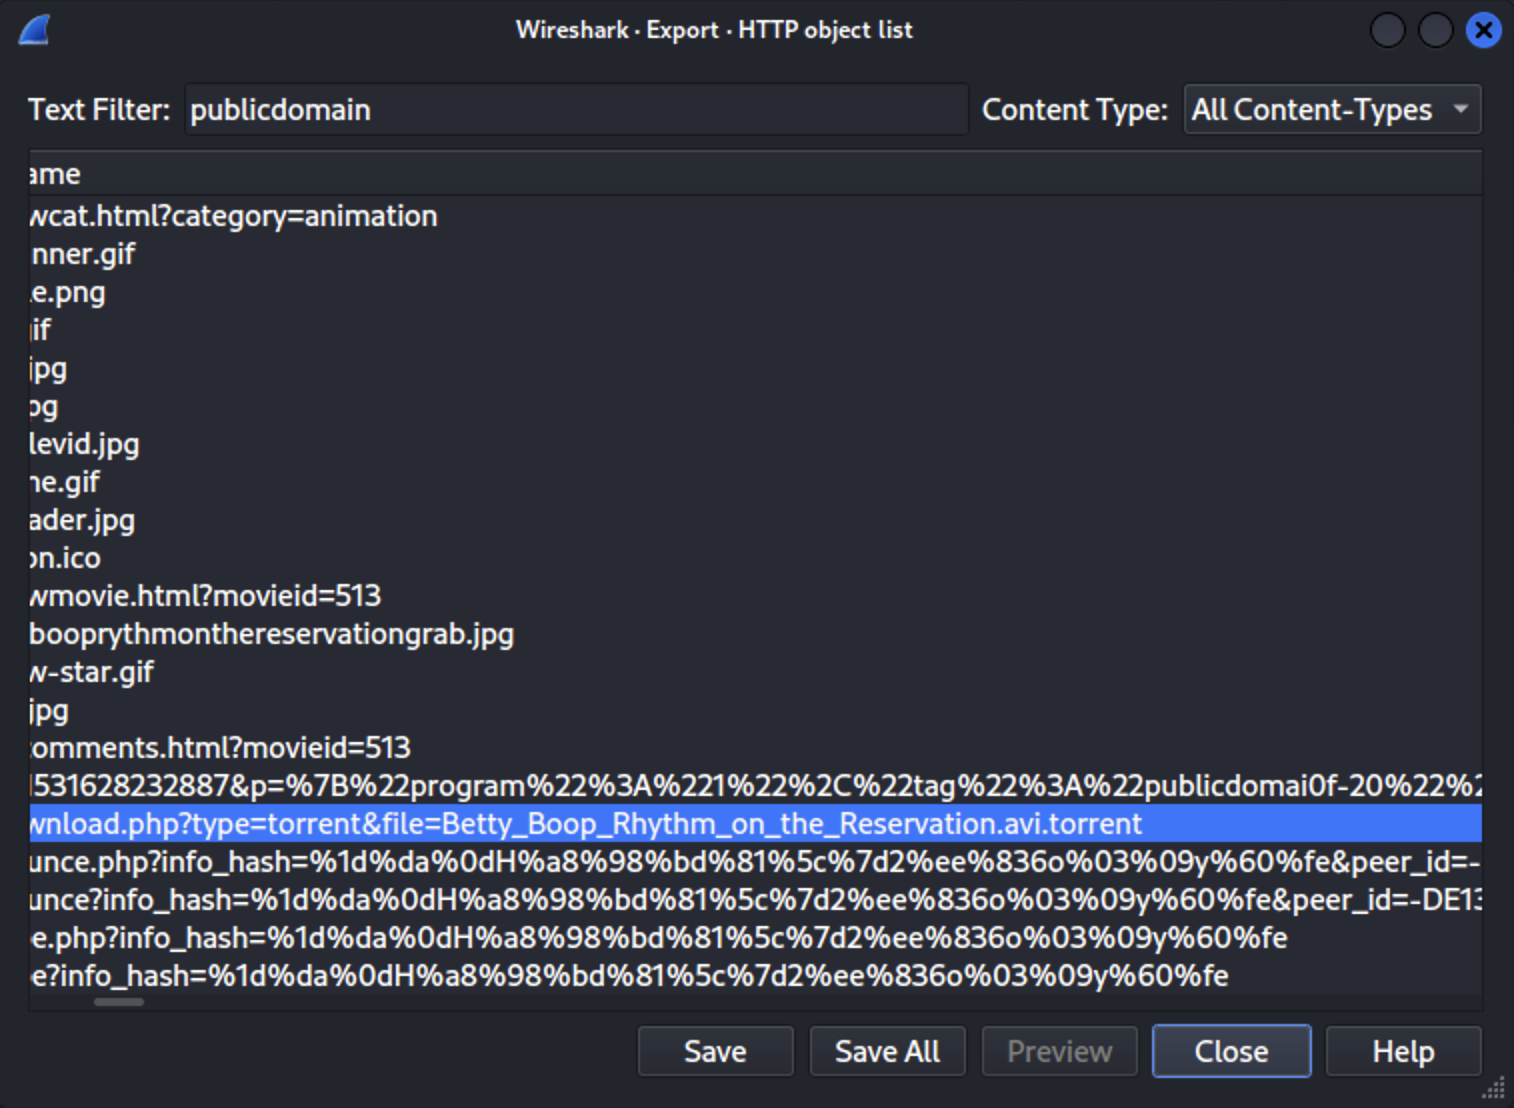 Wireshark · Export · HTTP object list
Text Filter: publicdomain Content Type: All Content-Types
ame
wcat.html?category=animation
nner.gif
le.png
gif
jpg
pg
levid.jpg
ne.gif
ader.jpg
on.ico
wmovie.html?movieid=513
booprythmonthereservationgrab.jpg
w-star.gif
jpg
comments.html?movieid=513
l531628232887&p=%7B%22program%22%3A%221%22%2C%22tag%22%3A%22publicdomai0f-20%22%2
wnload.php?type=torrent&file=Betty_Boop_Rhythm_on_the_Reservation.avi.torrent
unce.php?info_hash=%1d%da%0dH%a8%98%bd%81%5c%7d2%ee%836o%03%09y%60%fe&peer_id=-
unce?info_hash=%1d%da%0dH%a8%98%bd%81%5c%7d2%ee%836o%03%09y%60%fe&peer_id=-DE13
pe.php?info_hash=%1d%da%0dH%a8%98%bd%81%5c%7d2%ee%836o%03%09y%60%fe
e?info_hash=%1d%da%0dH%a8%98%bd%81%5c%7d2%ee%836o%03%09y%60%fe
Save Save All Preview Close Help